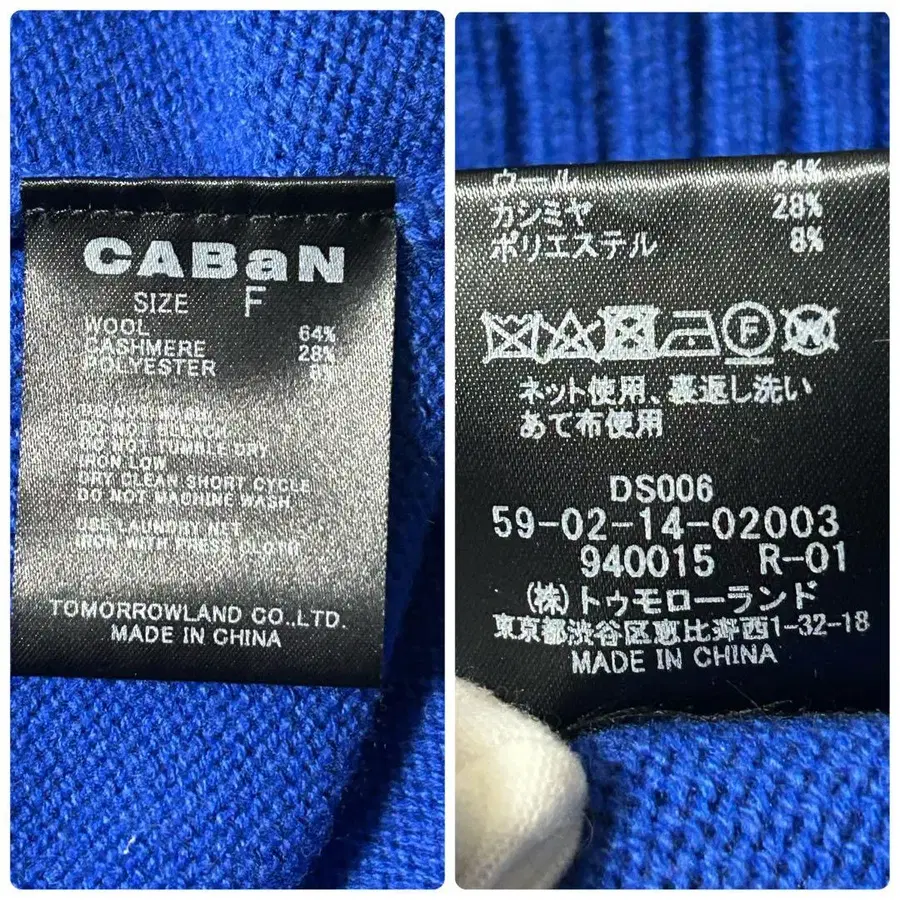 CABaN
SIZE F
WOOL 64%
CASHMERE 28%
POLYESTER 8%
DO NOT WASH
DO NOT BLEACH
DO NOT TUMBLE DRY
IRON LOW
DRY CLEAN SHORT CYCLE
DO NOT MACHINE WASH
USE LAUNDRY NET
IRON WITH PRESS CLOTH
TOMORROWLAND CO.,LTD.
MADE IN CHINA
ウール 64%
カシミヤ 28%
ポリエステル 8%
F W
ネット使用、裏返し洗い
あて布使用
DS006
59-02-14-02003
940015 R-01
(株)トゥモローランド
東京都渋谷区恵比寿西1-32-18
MADE IN CHINA